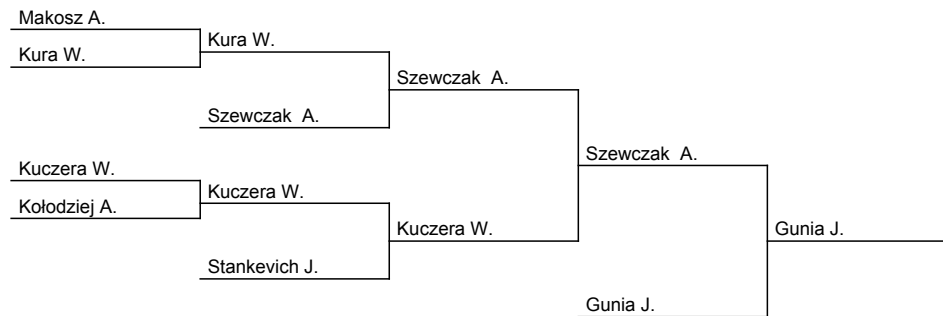 Makosz A.
Kura W.
Kura W.
Szewczak  A.
Szewczak  A.
Kuczera W.
Szewczak  A.
Kołodziej A.
Kuczera W.
Kuczera W.
Gunia J.
Stankevich J.
Gunia J.